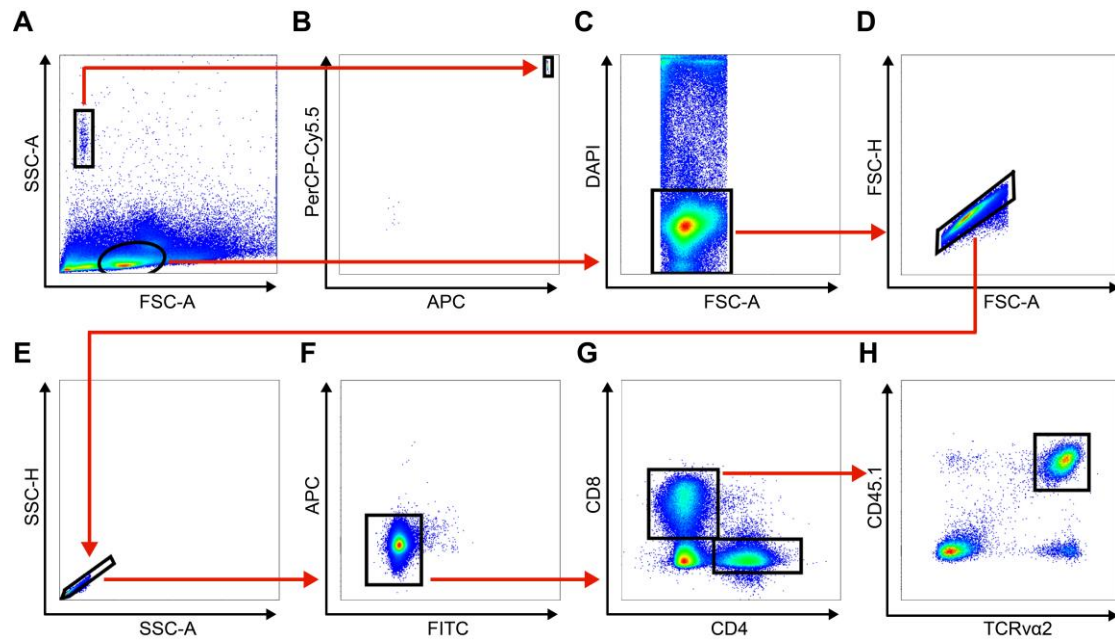 A
SSC-A
FSC-A
B
PerCP-Cy5.5
APC
C
DAPI
FSC-A
D
FSC-H
FSC-A
E
SSC-H
SSC-A
F
APC
FITC
G
CD8
CD4
H
CD45.1
TCRvα2